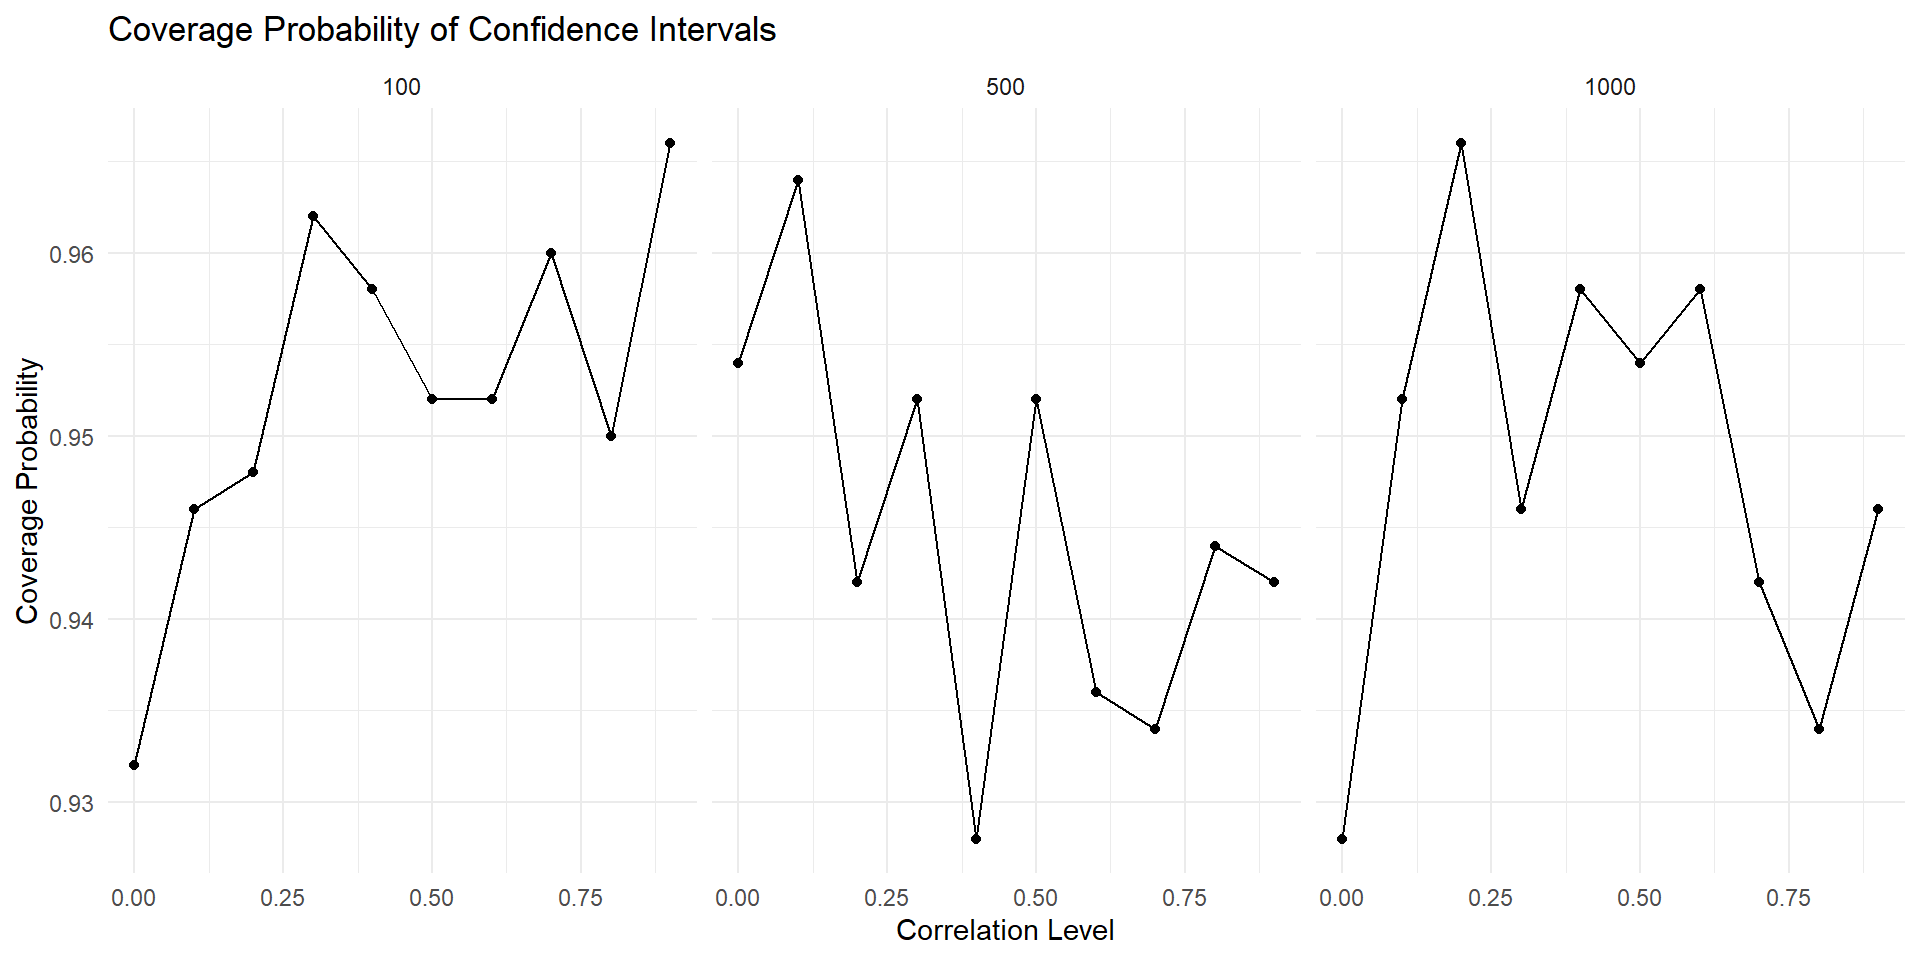 Coverage Probability of Confidence Intervals
100 500 1000
Coverage Probability
0.96
0.95
0.94
0.93
0.00 0.25 0.50 0.75 0.00 0.25 0.50 0.75 0.00 0.25 0.50 0.75
Correlation Level